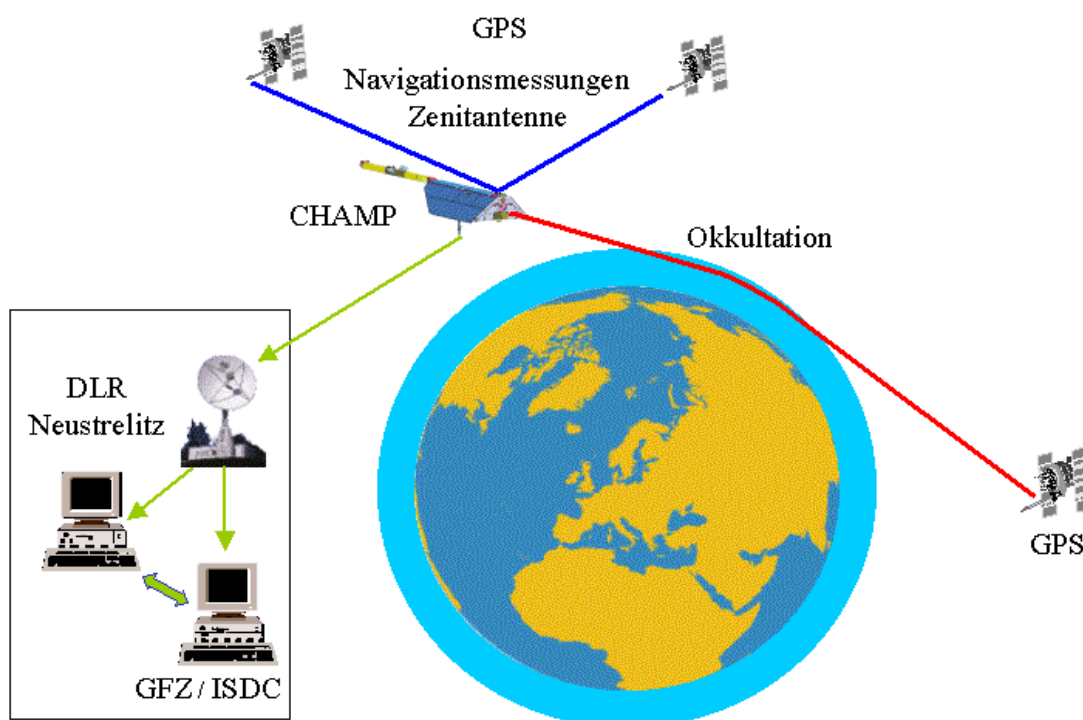 GPS
Navigationsmessungen
Zenitantenne
CHAMP
Okkultation
DLR
Neustrelitz
GPS
GFZ / ISDC